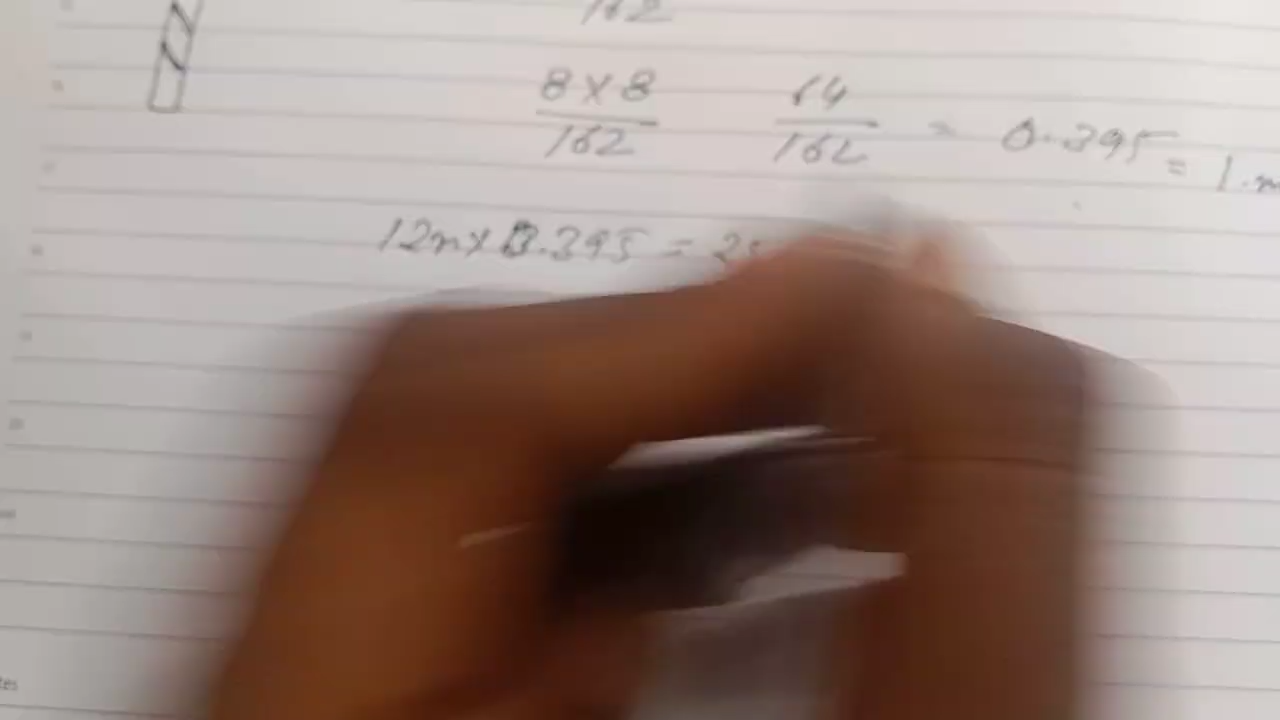 162
8 X 8 / 162 64 / 162 = 0.395 = 1.m
12m x 0.395 =